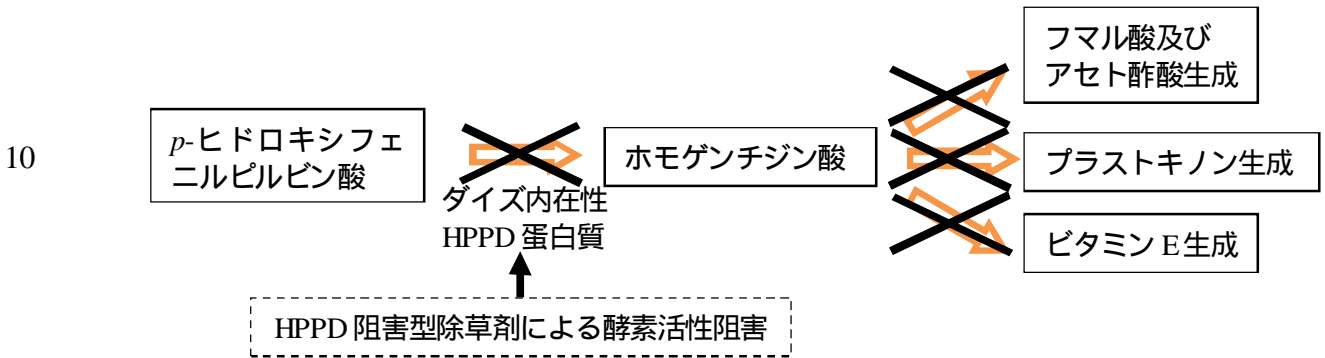 フマル酸及び
アセト酢酸生成
10
p-ヒドロキシフェ
ニルピルビン酸
ホモゲンチジン酸
プラストキノン生成
ダイズ内在性
HPPD 蛋白質
ビタミン E生成
HPPD 阻害型除草剤による酵素活性阻害